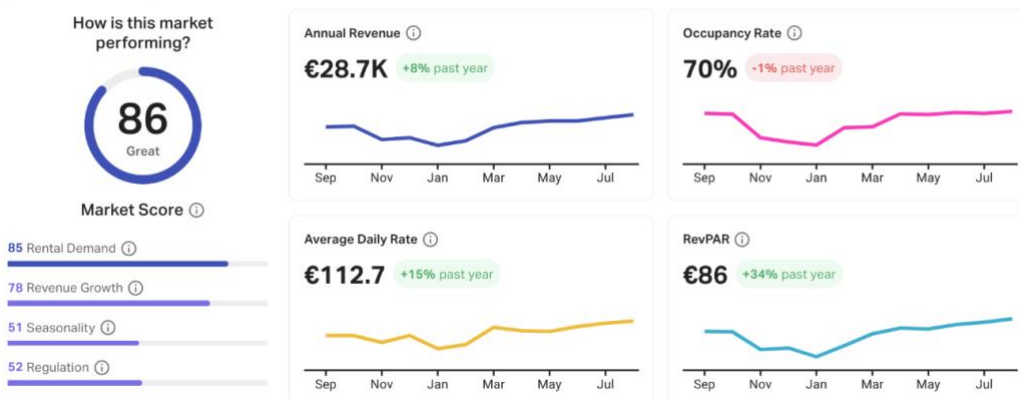 How is this market
performing?
86
Great
Market Score
85 Rental Demand
78 Revenue Growth
51 Seasonality
52 Regulation
Annual Revenue
€28.7K +8% past year
Sep Nov Jan Mar May Jul
Occupancy Rate
70% -1% past year
Sep Nov Jan Mar May Jul
Average Daily Rate
€112.7 +15% past year
Sep Nov Jan Mar May Jul
RevPAR
€86 +34% past year
Sep Nov Jan Mar May Jul